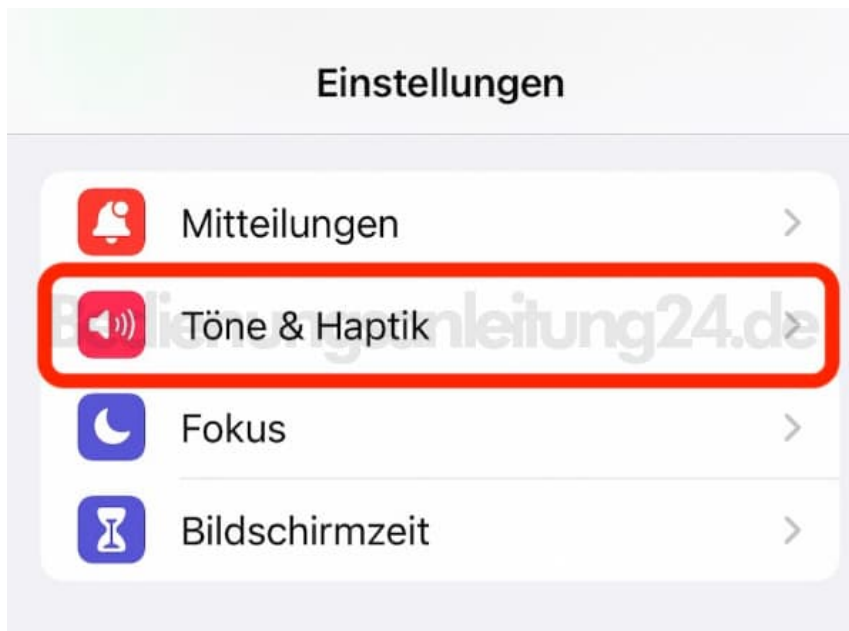 Einstellungen
Mitteilungen
Töne & Haptik
Bedienungsanleitung24.de
Fokus
Bildschirmzeit